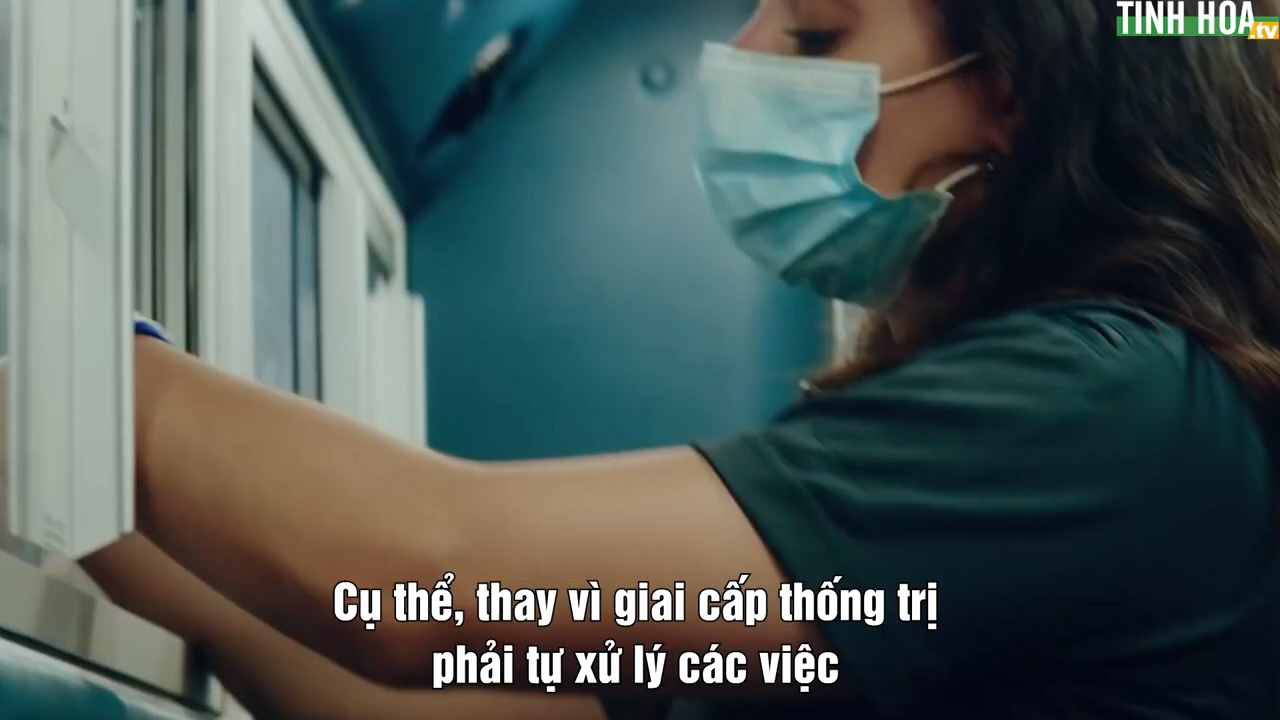 TINH HOA
.tv
Cụ thể, thay vì giai cấp thống trị
phải tự xử lý các việc